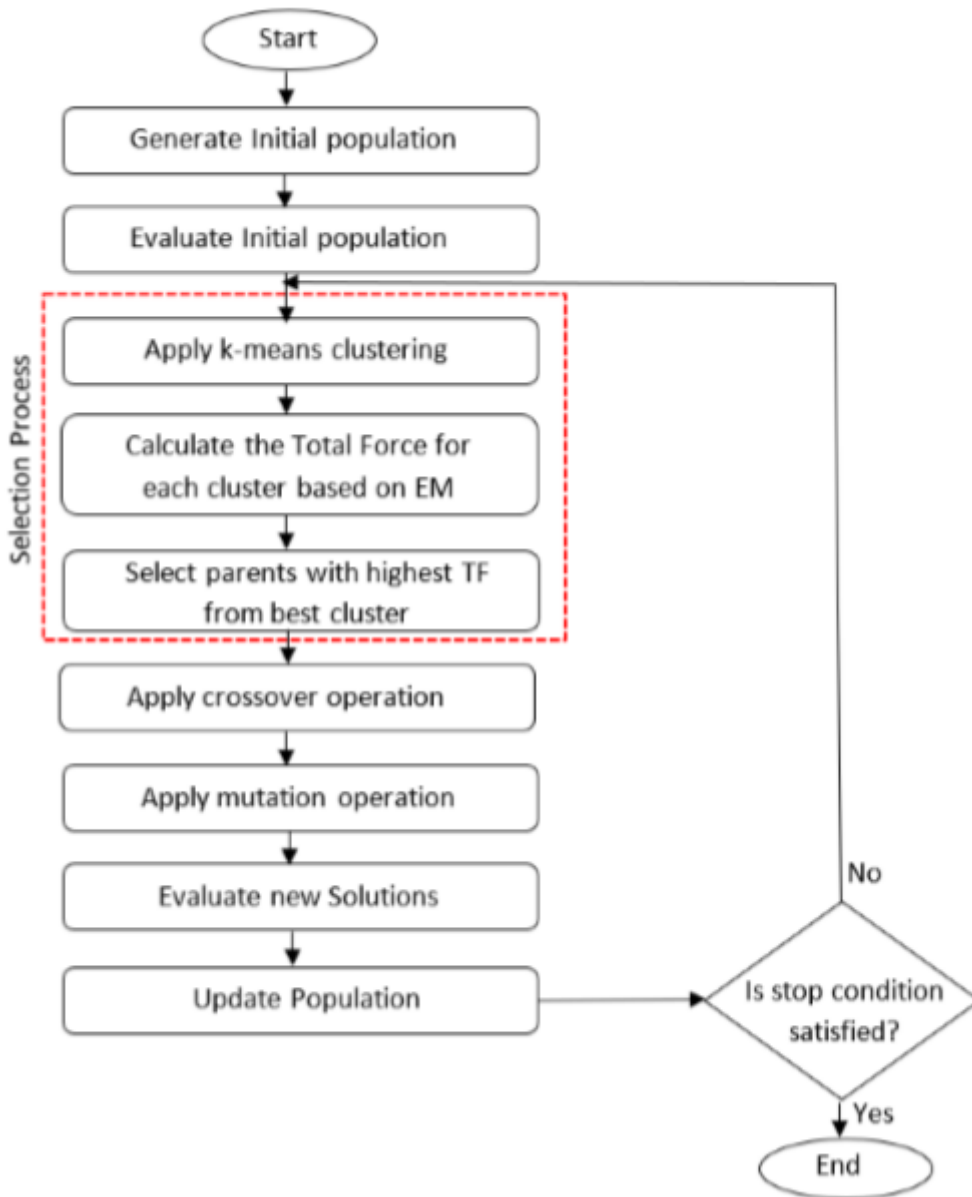 Start
Generate Initial population
Evaluate Initial population
Selection Process
Apply k-means clustering
Calculate the Total Force for
each cluster based on EM
Select parents with highest TF
from best cluster
Apply crossover operation
Apply mutation operation
Evaluate new Solutions
Update Population
No
Is stop condition
satisfied?
Yes
End